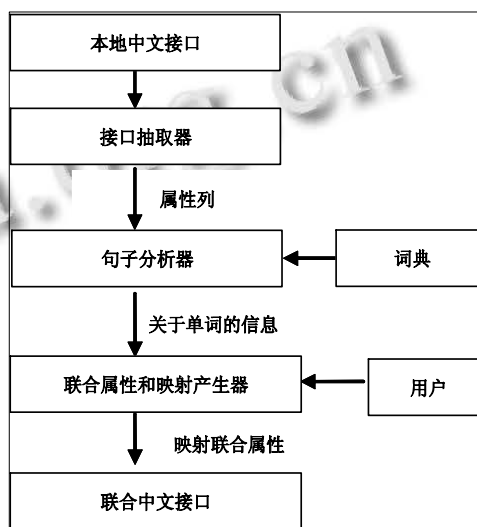 本地中文接口
接口抽取器
属性列
句子分析器
词典
关于单词的信息
联合属性和映射产生器
用户
映射联合属性
联合中文接口